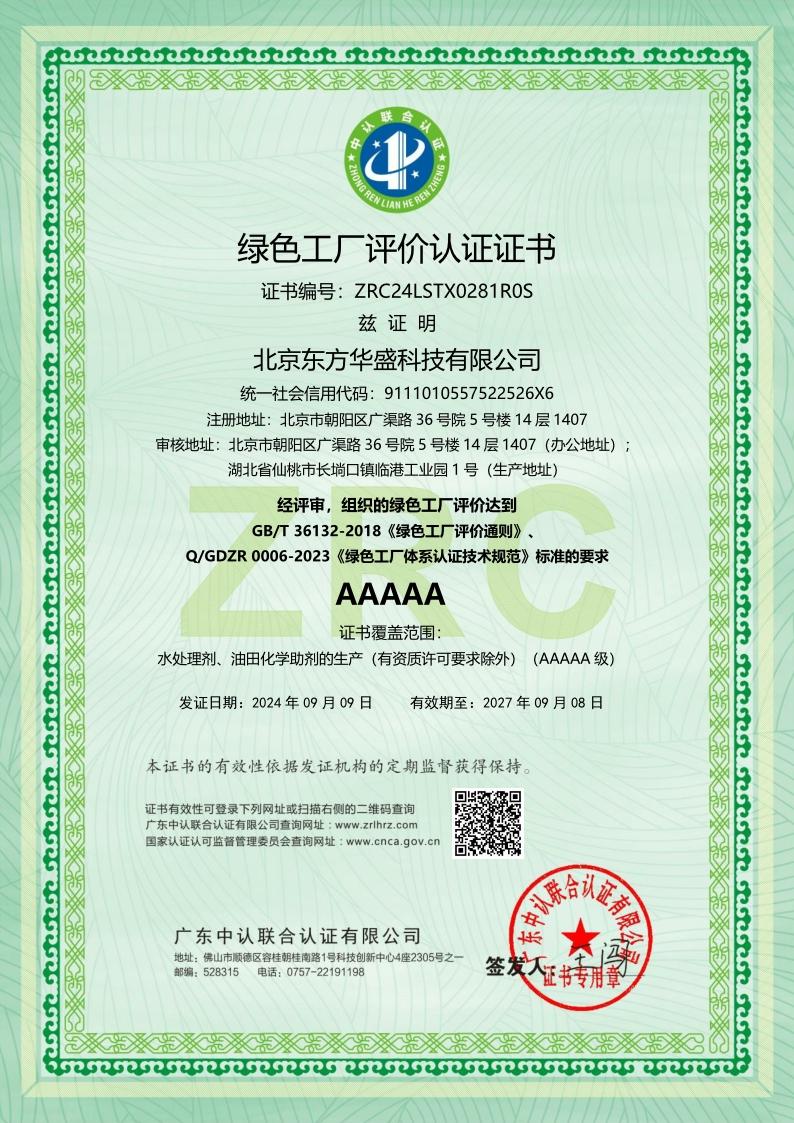 中认联合认证
ZHONG REN LIAN HE REN ZHENG
绿色工厂评价认证证书
证书编号：ZRC24LSTX0281R0S
兹 证 明
北京东方华盛科技有限公司
统一社会信用代码：9111010557522526X6
注册地址：北京市朝阳区广渠路 36 号院 5 号楼 14 层 1407
审核地址：北京市朝阳区广渠路 36 号院 5 号楼 14 层 1407（办公地址）；
湖北省仙桃市长埫口镇临港工业园 1 号（生产地址）
ZRC
经评审，组织的绿色工厂评价达到
GB/T 36132-2018《绿色工厂评价通则》、
Q/GDZR 0006-2023《绿色工厂体系认证技术规范》标准的要求
AAAAA
证书覆盖范围：
水处理剂、油田化学助剂的生产（有资质许可要求除外）（AAAAA 级）
发证日期：2024 年 09 月 09 日 有效期至：2027 年 09 月 08 日
本证书的有效性依据发证机构的定期监督获得保持。
证书有效性可登录下列网址或扫描右侧的二维码查询
广东中认联合认证有限公司查询网址：www.zrlhrz.com
国家认证认可监督管理委员会查询网址：www.cnca.gov.cn
广东中认联合认证有限公司
地址：佛山市顺德区容桂朝桂南路1号科技创新中心4座2305号之一
邮编：528315 电话：0757-22191198
签发人：
广东中认联合认证有限公司
证书专用章